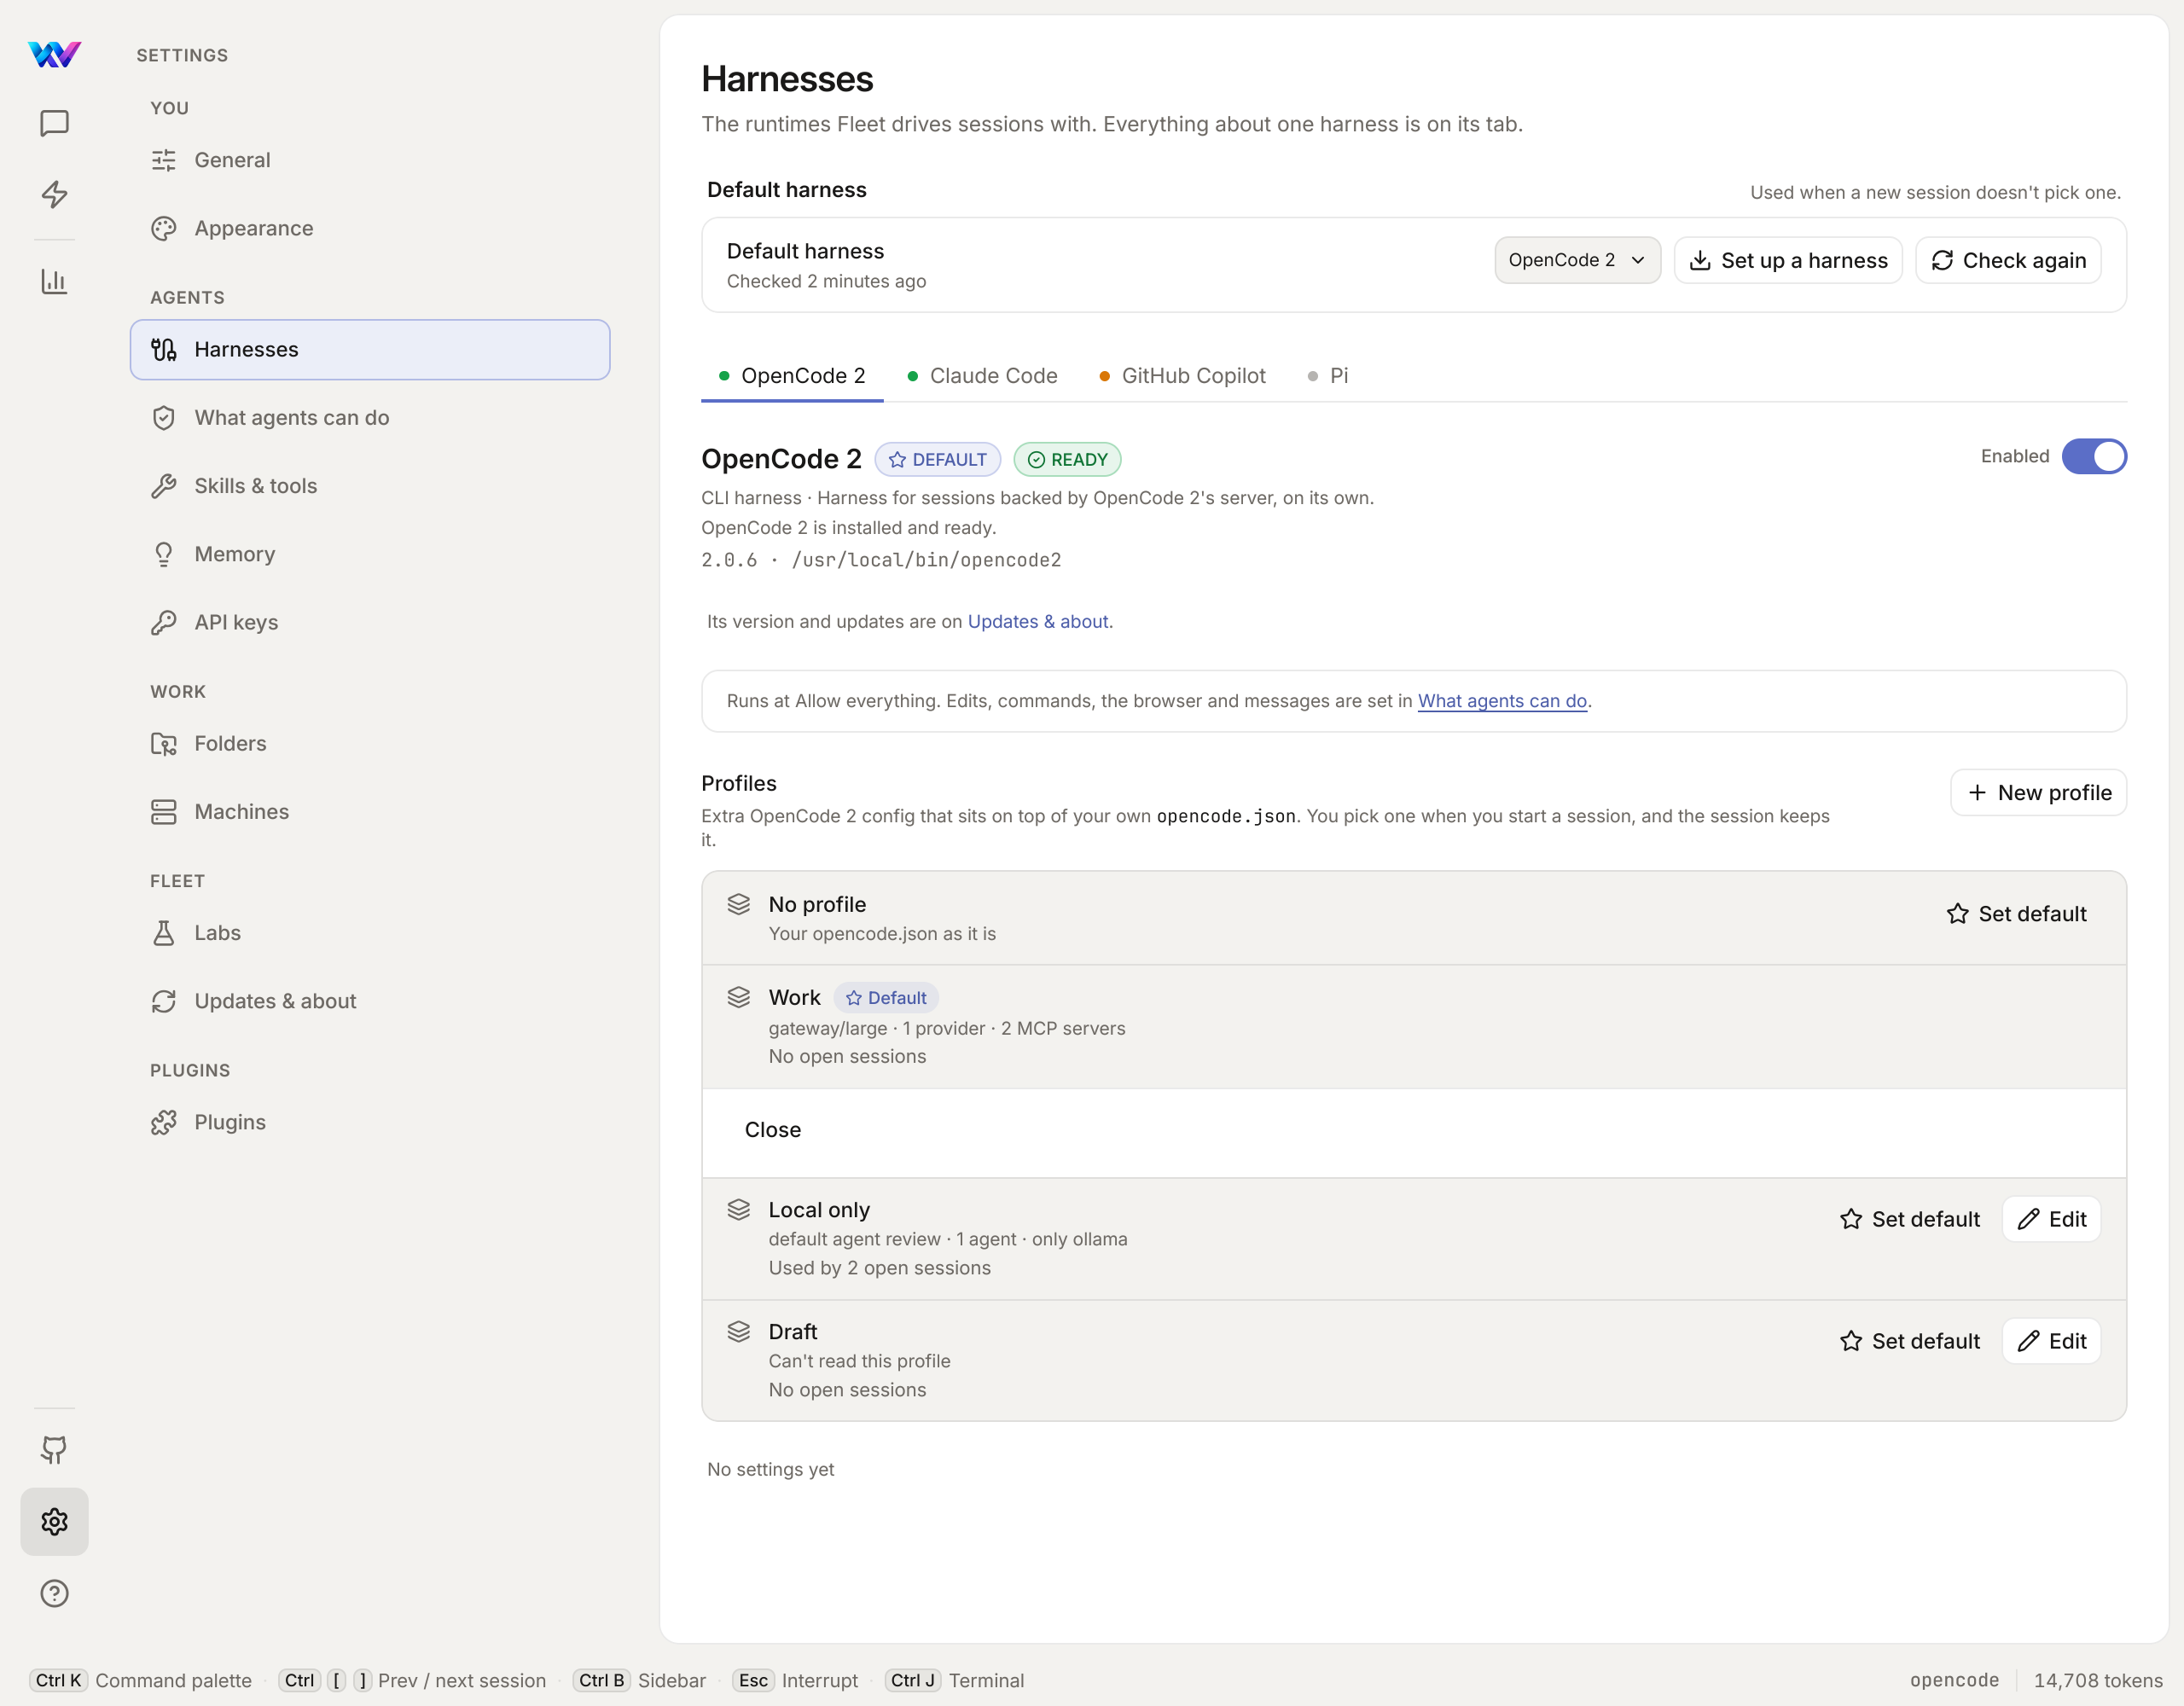 SETTINGS
YOU
General
Appearance
AGENTS
Harnesses
What agents can do
Skills & tools
Memory
API keys
WORK
Folders
Machines
FLEET
Labs
Updates & about
PLUGINS
Plugins
Harnesses
The runtimes Fleet drives sessions with. Everything about one harness is on its tab.
Default harness
Used when a new session doesn't pick one.
Default harness
Checked 2 minutes ago
OpenCode 2
Set up a harness
Check again
OpenCode 2
Claude Code
GitHub Copilot
Pi
OpenCode 2
DEFAULT
READY
Enabled
CLI harness · Harness for sessions backed by OpenCode 2's server, on its own.
OpenCode 2 is installed and ready.
2.0.6 · /usr/local/bin/opencode2
Its version and updates are on Updates & about.
Runs at Allow everything. Edits, commands, the browser and messages are set in What agents can do.
Profiles
Extra OpenCode 2 config that sits on top of your own opencode.json. You pick one when you start a session, and the session keeps
it.
New profile
No profile
Your opencode.json as it is
Set default
Work
Default
gateway/large · 1 provider · 2 MCP servers
No open sessions
Close
Local only
default agent review · 1 agent · only ollama
Used by 2 open sessions
Set default
Edit
Draft
Can't read this profile
No open sessions
Set default
Edit
No settings yet
Ctrl K Command palette · Ctrl [ ] Prev / next session · Ctrl B Sidebar · Esc Interrupt · Ctrl J Terminal
opencode
14,708 tokens